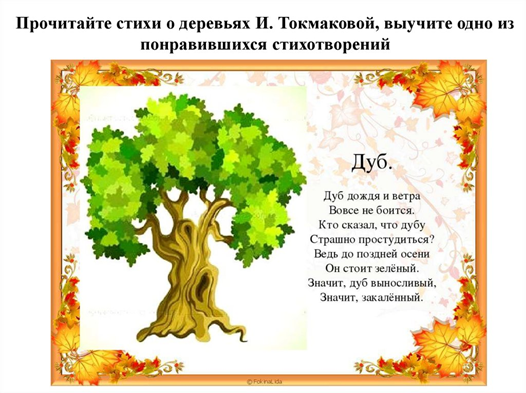 Прочитайте стихи о деревьях И. Токмаковой, выучите одно из
понравившихся стихотворений
Дуб.
Дуб дождя и ветра
Вовсе не боится.
Кто сказал, что дубу
Страшно простудиться?
Ведь до поздней осени
Он стоит зелёный.
Значит, дуб выносливый,
Значит, закалённый.